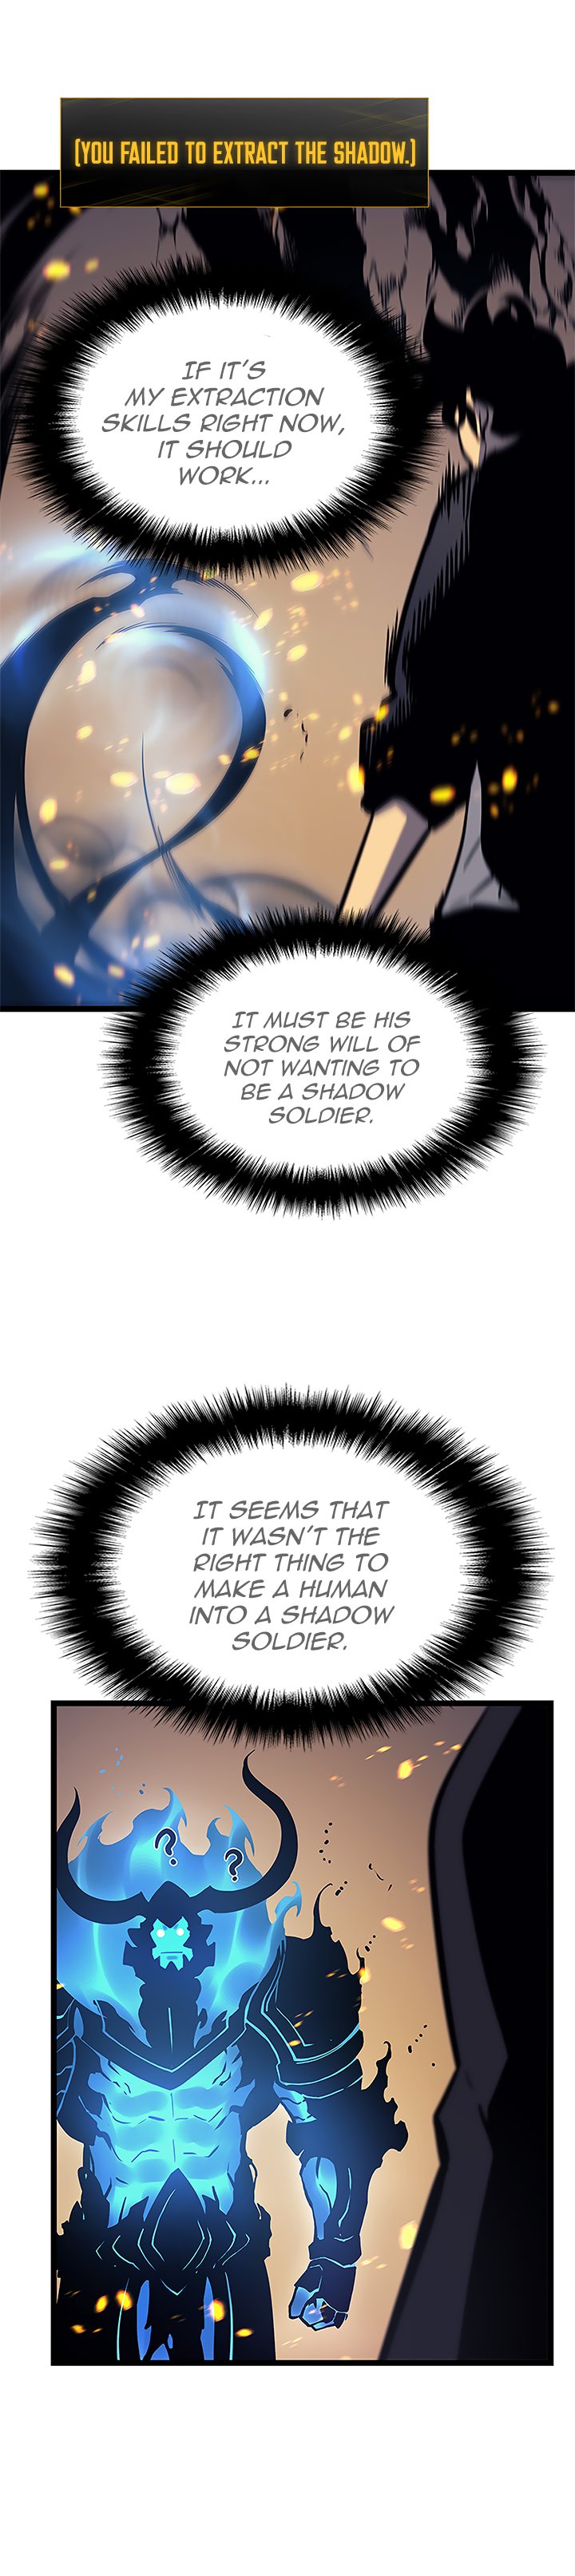 (YOU FAILED TO EXTRACT THE SHADOW.)
IF IT'S
MY EXTRACTION
SKILLS RIGHT NOW,
IT SHOULD
WORK...
IT MUST BE HIS
STRONG WILL OF
NOT WANTING TO
BE A SHADOW
SOLDIER.
IT SEEMS THAT
IT WASN'T THE
RIGHT THING TO
MAKE A HUMAN
INTO A SHADOW
SOLDIER.
? ?